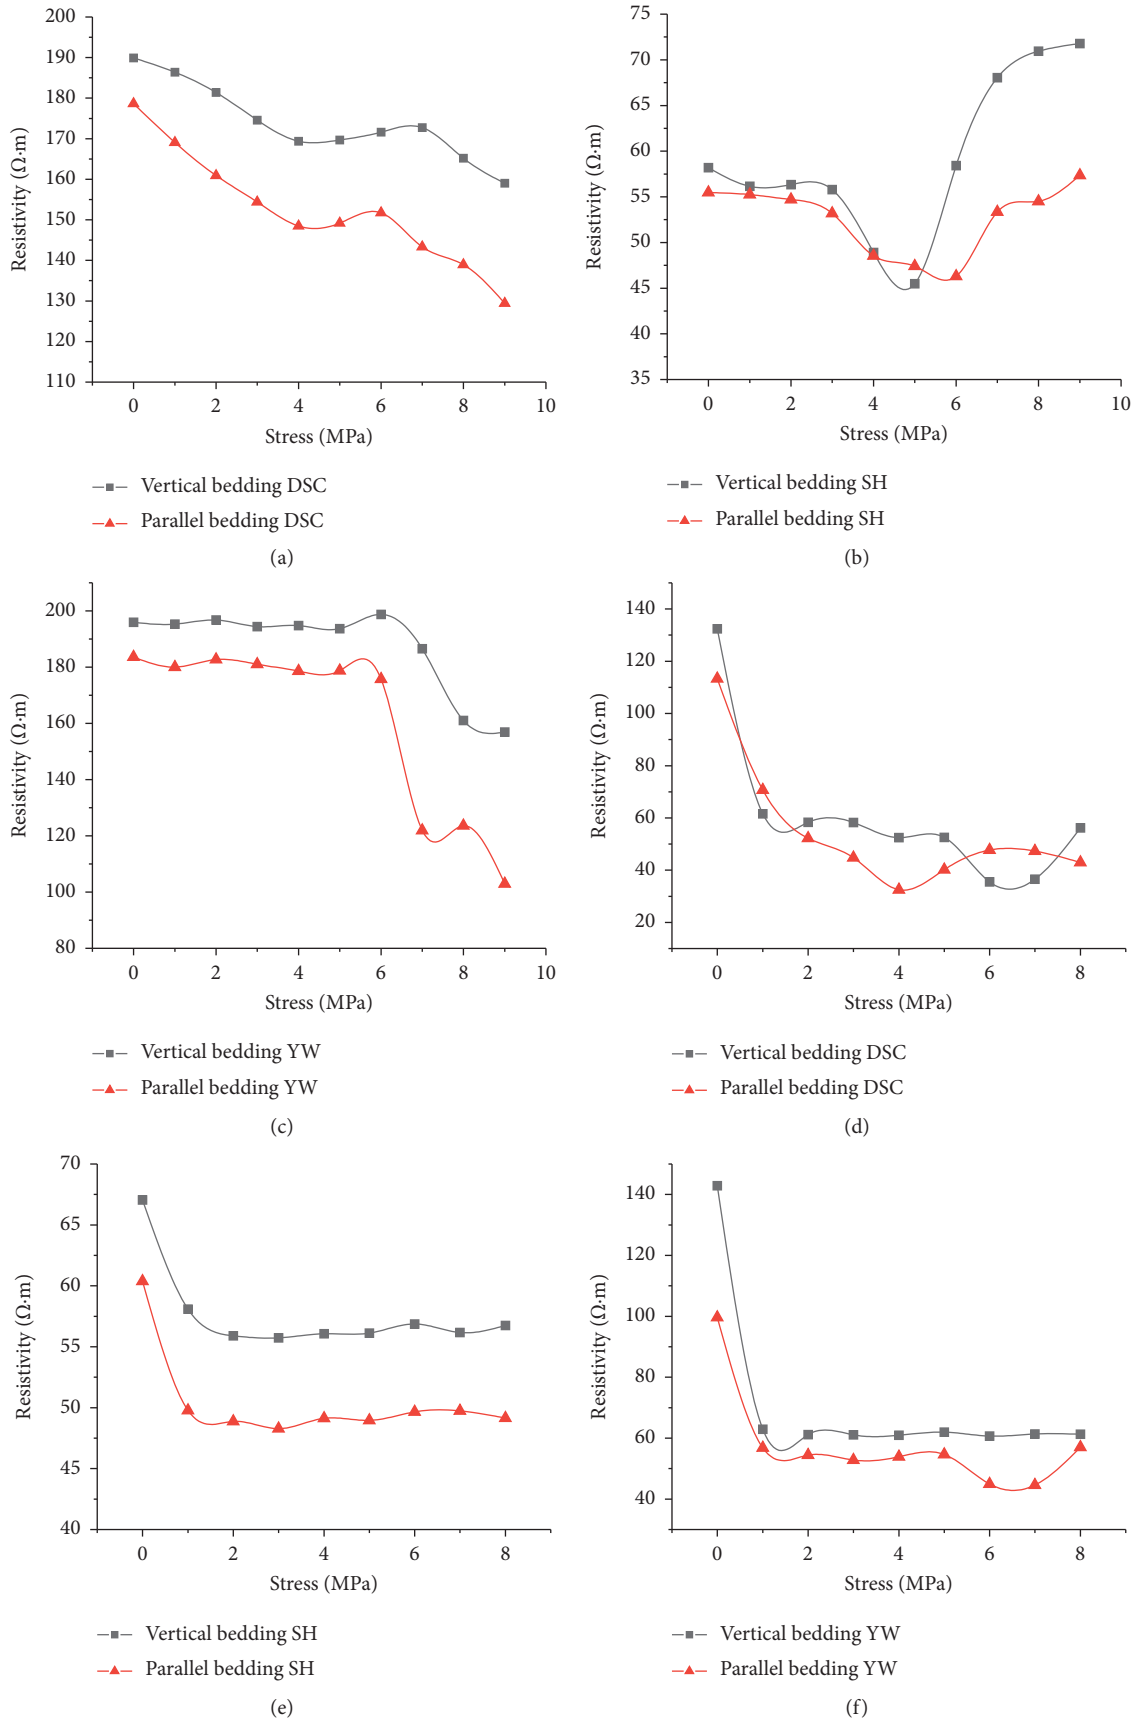 200
190
180
170
160
150
140
130
120
110
Resistivity (Ω·m)
0 2 4 6 8 10
Stress (MPa)
Vertical bedding DSC
Parallel bedding DSC
(a)
75
70
65
60
55
50
45
40
35
Resistivity (Ω·m)
0 2 4 6 8 10
Stress (MPa)
Vertical bedding SH
Parallel bedding SH
(b)
200
180
160
140
120
100
80
Resistivity (Ω·m)
0 2 4 6 8 10
Stress (MPa)
Vertical bedding YW
Parallel bedding YW
(c)
140
120
100
80
60
40
20
Resistivity (Ω·m)
0 2 4 6 8
Stress (MPa)
Vertical bedding DSC
Parallel bedding DSC
(d)
70
65
60
55
50
45
40
Resistivity (Ω·m)
0 2 4 6 8
Stress (MPa)
Vertical bedding SH
Parallel bedding SH
(e)
140
120
100
80
60
40
Resistivity (Ω·m)
0 2 4 6 8
Stress (MPa)
Vertical bedding YW
Parallel bedding YW
(f)